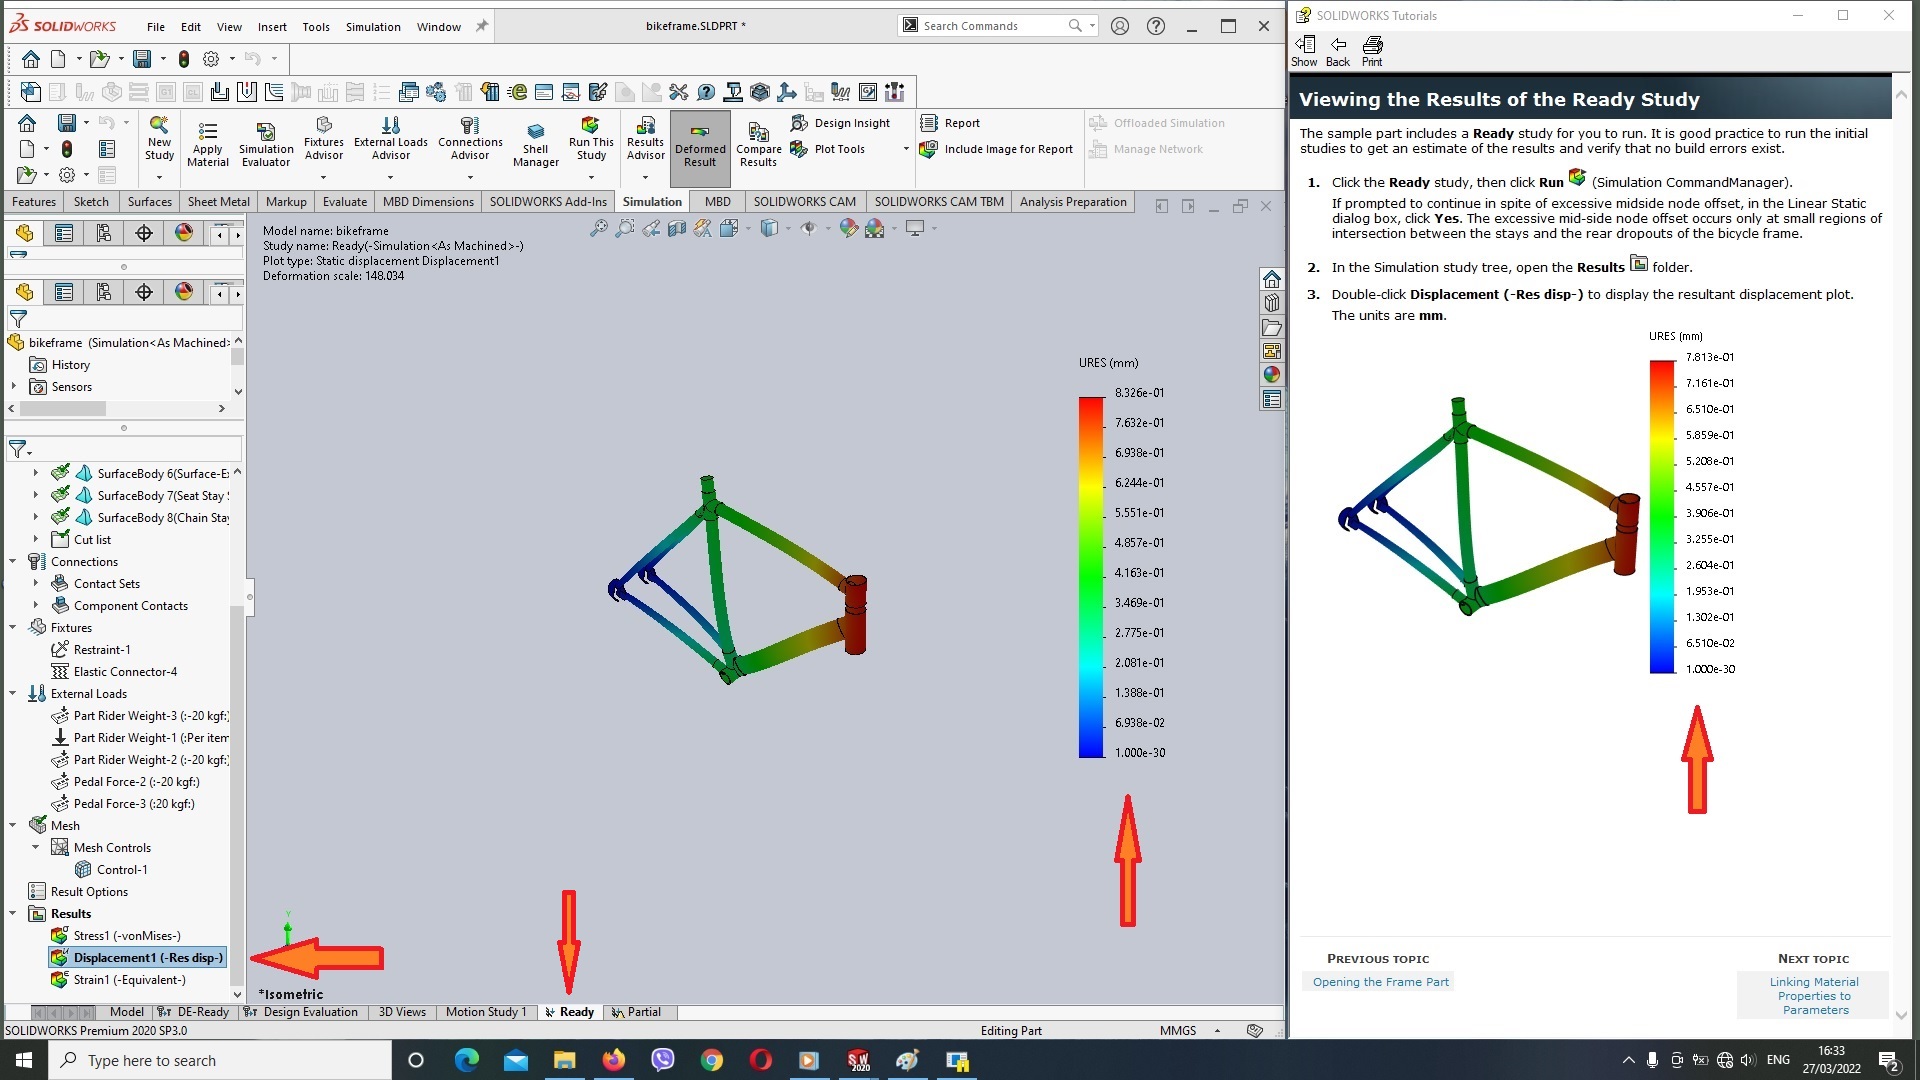 SOLIDWORKS File Edit View Insert Tools Simulation Window bikeframe.SLDPRT * Search Commands
New Study
Apply Material
Simulation Evaluator
Fixtures Advisor
External Loads Advisor
Connections Advisor
Shell Manager
Run This Study
Results Advisor
Deformed Result
Compare Results
Design Insight
Plot Tools
Report
Include Image for Report
Offloaded Simulation
Manage Network
Features Sketch Surfaces Sheet Metal Markup Evaluate MBD Dimensions SOLIDWORKS Add-Ins Simulation MBD SOLIDWORKS CAM SOLIDWORKS CAM TBM Analysis Preparation
Model name: bikeframe
Study name: Ready(-Simulation<As Machined>-)
Plot type: Static displacement Displacement1
Deformation scale: 148.034
bikeframe (Simulation<As Machined>
History
Sensors
SurfaceBody 6(Surface-E
SurfaceBody 7(Seat Stay
SurfaceBody 8(Chain Stay
Cut list
Connections
Contact Sets
Component Contacts
Fixtures
Restraint-1
Elastic Connector-4
External Loads
Part Rider Weight-3 (:-20 kgf:)
Part Rider Weight-1 (:Per item
Part Rider Weight-2 (:-20 kgf:)
Pedal Force-2 (:-20 kgf:)
Pedal Force-3 (:20 kgf:)
Mesh
Mesh Controls
Control-1
Result Options
Results
Stress1 (-vonMises-)
Displacement1 (-Res disp-)
Strain1 (-Equivalent-)
URES (mm)
8.326e-01
7.632e-01
6.938e-01
6.244e-01
5.551e-01
4.857e-01
4.163e-01
3.469e-01
2.775e-01
2.081e-01
1.388e-01
6.938e-02
1.000e-30
Y
*Isometric
Model DE-Ready Design Evaluation 3D Views Motion Study 1 Ready Partial
SOLIDWORKS Premium 2020 SP3.0 Editing Part MMGS
SOLIDWORKS Tutorials
Show Back Print
Viewing the Results of the Ready Study
The sample part includes a Ready study for you to run. It is good practice to run the initial
studies to get an estimate of the results and verify that no build errors exist.
1. Click the Ready study, then click Run (Simulation CommandManager).
If prompted to continue in spite of excessive midside node offset, in the Linear Static
dialog box, click Yes. The excessive mid-side node offset occurs only at small regions of
intersection between the stays and the rear dropouts of the bicycle frame.
2. In the Simulation study tree, open the Results folder.
3. Double-click Displacement (-Res disp-) to display the resultant displacement plot.
The units are mm.
URES (mm)
7.813e-01
7.161e-01
6.510e-01
5.859e-01
5.208e-01
4.557e-01
3.906e-01
3.255e-01
2.604e-01
1.953e-01
1.302e-01
6.510e-02
1.000e-30
PREVIOUS TOPIC
Opening the Frame Part
NEXT TOPIC
Linking Material
Properties to
Parameters
Type here to search
SW 2020
ENG
16:33
27/03/2022
2